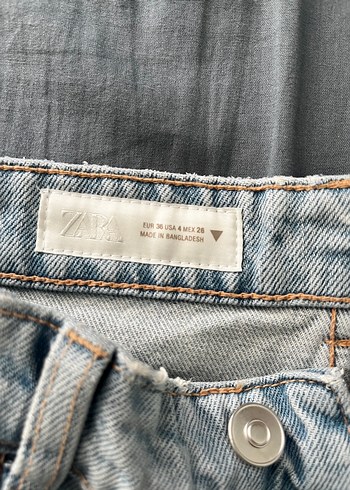 ZARA
EUR 36 USA 4 MEX 26
MADE IN BANGLADESH